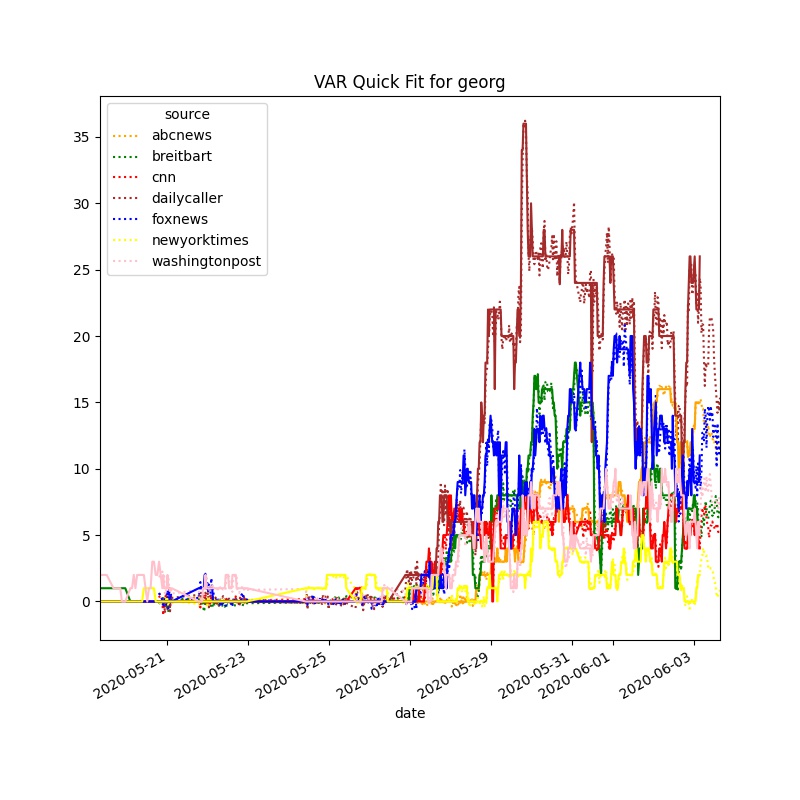 VAR Quick Fit for georg
source
abcnews
breitbart
cnn
dailycaller
foxnews
newyorktimes
washingtonpost
35
30
25
20
15
10
5
0
2020-05-21
2020-05-23
2020-05-25
2020-05-27
2020-05-29
2020-05-31
2020-06-01
2020-06-03
date